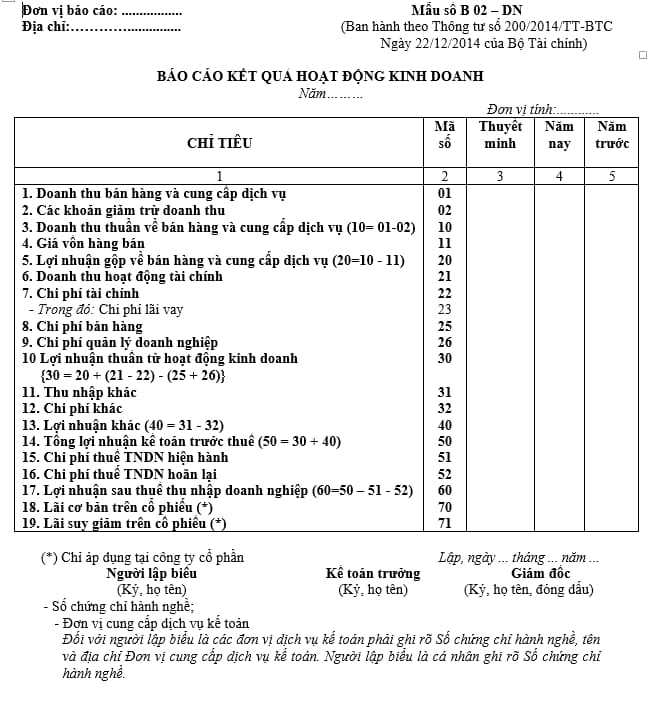 Đơn vị báo cáo: .................
Mẫu số B 02 – DN
Địa chỉ:…………................
(Ban hành theo Thông tư số 200/2014/TT-BTC
Ngày 22/12/2014 của Bộ Tài chính)
BÁO CÁO KẾT QUẢ HOẠT ĐỘNG KINH DOANH
Năm………
Đơn vị tính:............
CHỈ TIÊU Mã số Thuyết minh Năm nay Năm trước
1 2 3 4 5
1. Doanh thu bán hàng và cung cấp dịch vụ 01
2. Các khoản giảm trừ doanh thu 02
3. Doanh thu thuần về bán hàng và cung cấp dịch vụ (10= 01-02) 10
4. Giá vốn hàng bán 11
5. Lợi nhuận gộp về bán hàng và cung cấp dịch vụ (20=10 - 11) 20
6. Doanh thu hoạt động tài chính 21
7. Chi phí tài chính 22
- Trong đó: Chi phí lãi vay 23
8. Chi phí bán hàng 25
9. Chi phí quản lý doanh nghiệp 26
10 Lợi nhuận thuần từ hoạt động kinh doanh 30
{30 = 20 + (21 - 22) - (25 + 26)}
11. Thu nhập khác 31
12. Chi phí khác 32
13. Lợi nhuận khác (40 = 31 - 32) 40
14. Tổng lợi nhuận kế toán trước thuế (50 = 30 + 40) 50
15. Chi phí thuế TNDN hiện hành 51
16. Chi phí thuế TNDN hoãn lại 52
17. Lợi nhuận sau thuế thu nhập doanh nghiệp (60=50 – 51 - 52) 60
18. Lãi cơ bản trên cổ phiếu (*) 70
19. Lãi suy giảm trên cổ phiếu (*) 71
(*) Chỉ áp dụng tại công ty cổ phần
Lập, ngày ... tháng ... năm ...
Người lập biểu Kế toán trưởng Giám đốc
(Ký, họ tên) (Ký, họ tên) (Ký, họ tên, đóng dấu)
- Số chứng chỉ hành nghề;
- Đơn vị cung cấp dịch vụ kế toán
Đối với người lập biểu là các đơn vị dịch vụ kế toán phải ghi rõ Số chứng chỉ hành nghề, tên
và địa chỉ Đơn vị cung cấp dịch vụ kế toán. Người lập biểu là cá nhân ghi rõ Số chứng chỉ
hành nghề.